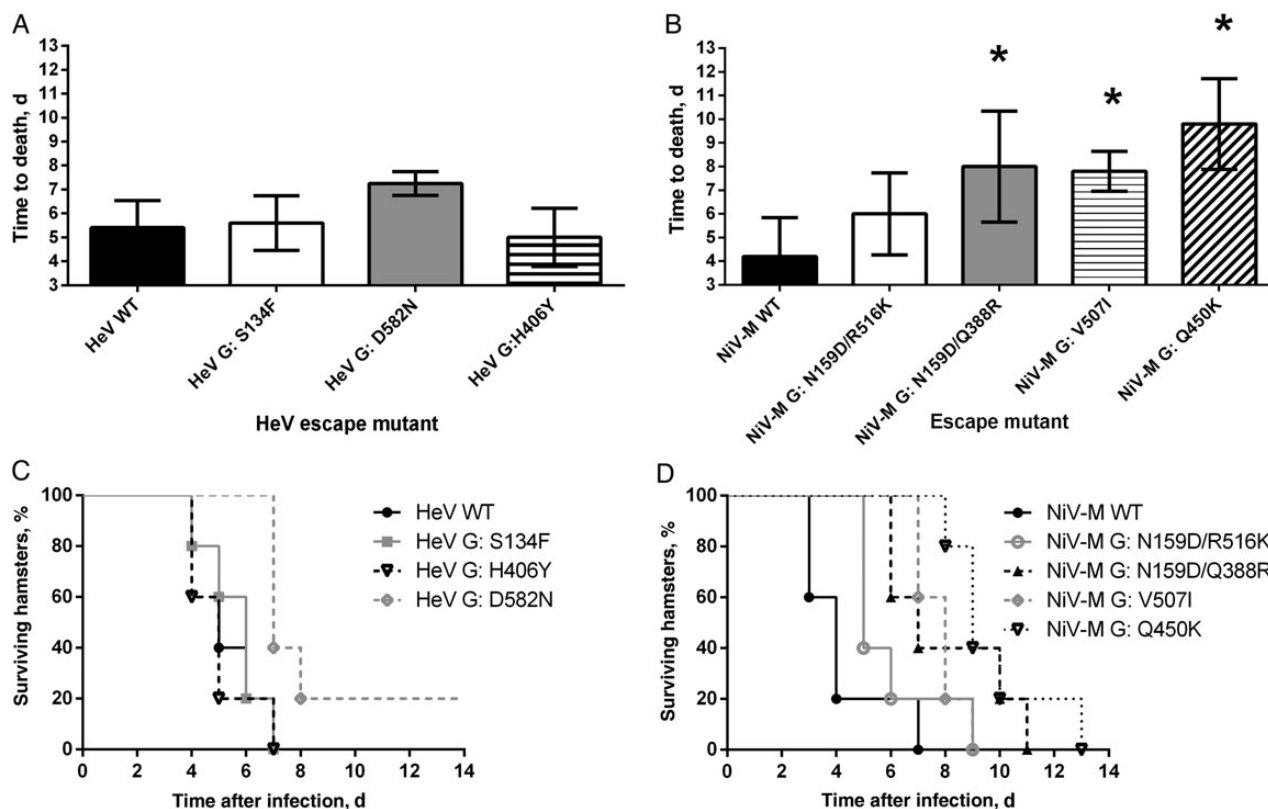 A
Time to death, d
13
12
11
10
9
8
7
6
5
4
3
HeV WT
HeV G: S134F
HeV G: D582N
HeV G:H406Y
HeV escape mutant
B
Time to death, d
13
12
11
10
9
8
7
6
5
4
3
*
*
*
NiV-M WT
NiV-M G: N159D/R516K
NiV-M G: N159D/Q388R
NiV-M G: V507I
NiV-M G: Q450K
Escape mutant
C
Surviving hamsters, %
100
80
60
40
20
0
0 2 4 6 8 10 12 14
HeV WT
HeV G: S134F
HeV G: H406Y
HeV G: D582N
Time after infection, d
D
Surviving hamsters, %
100
80
60
40
20
0
0 2 4 6 8 10 12 14
NiV-M WT
NiV-M G: N159D/R516K
NiV-M G: N159D/Q388R
NiV-M G: V507I
NiV-M G: Q450K
Time after infection, d